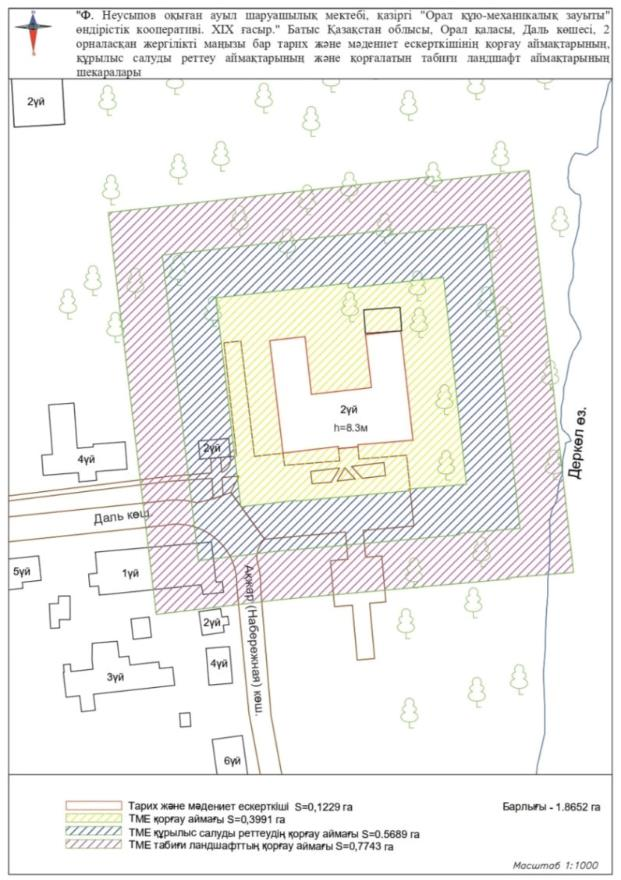 "Ф. Неусыпов оқыған ауыл шаруашылық мектебі, қазіргі "Орал құю-механикалық зауыты"
өндірістік кооперативі. XIX ғасыр." Батыс Қазақстан облысы, Орал қаласы, Даль көшесі, 2
орналасқан жергілікті маңызы бар тарих және мәдениет ескерткішінің қорғау аймақтарының,
құрылыс салуды реттеу аймақтарының және қорғалатын табиғи ландшафт аймақтарының
шекаралары
2үй
2үй
h=8.3м
2үй
4үй
Деркөл өз.
Даль көш.
5үй
1үй
Ақжар (Набережная) көш.
2үй
4үй
3үй
6үй
Тарих және мәдениет ескерткіші S=0,1229 га
Барлығы - 1.8652 га
ТМЕ қорғау аймағы S=0,3991 га
ТМЕ құрылыс салуды реттеудің қорғау аймағы S=0.5689 га
ТМЕ табиғи ландшафттың қорғау аймағы S=0,7743 га
Масштаб 1:1000